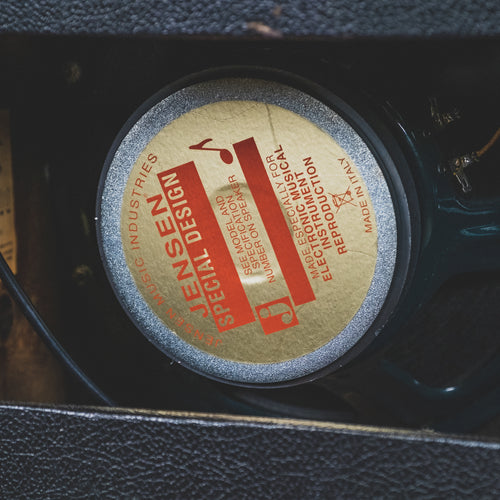 MUSIC INDUSTRIES
JENSEN
SPECIAL DESIGN
SEE MODEL AND
SPECIFICATION
NUMBER ON SPEAKER
MADE ESPECIALLY FOR
ELECTRONIC MUSICAL
INSTRUMENT
REPRODUCTION
MADE IN ITALY